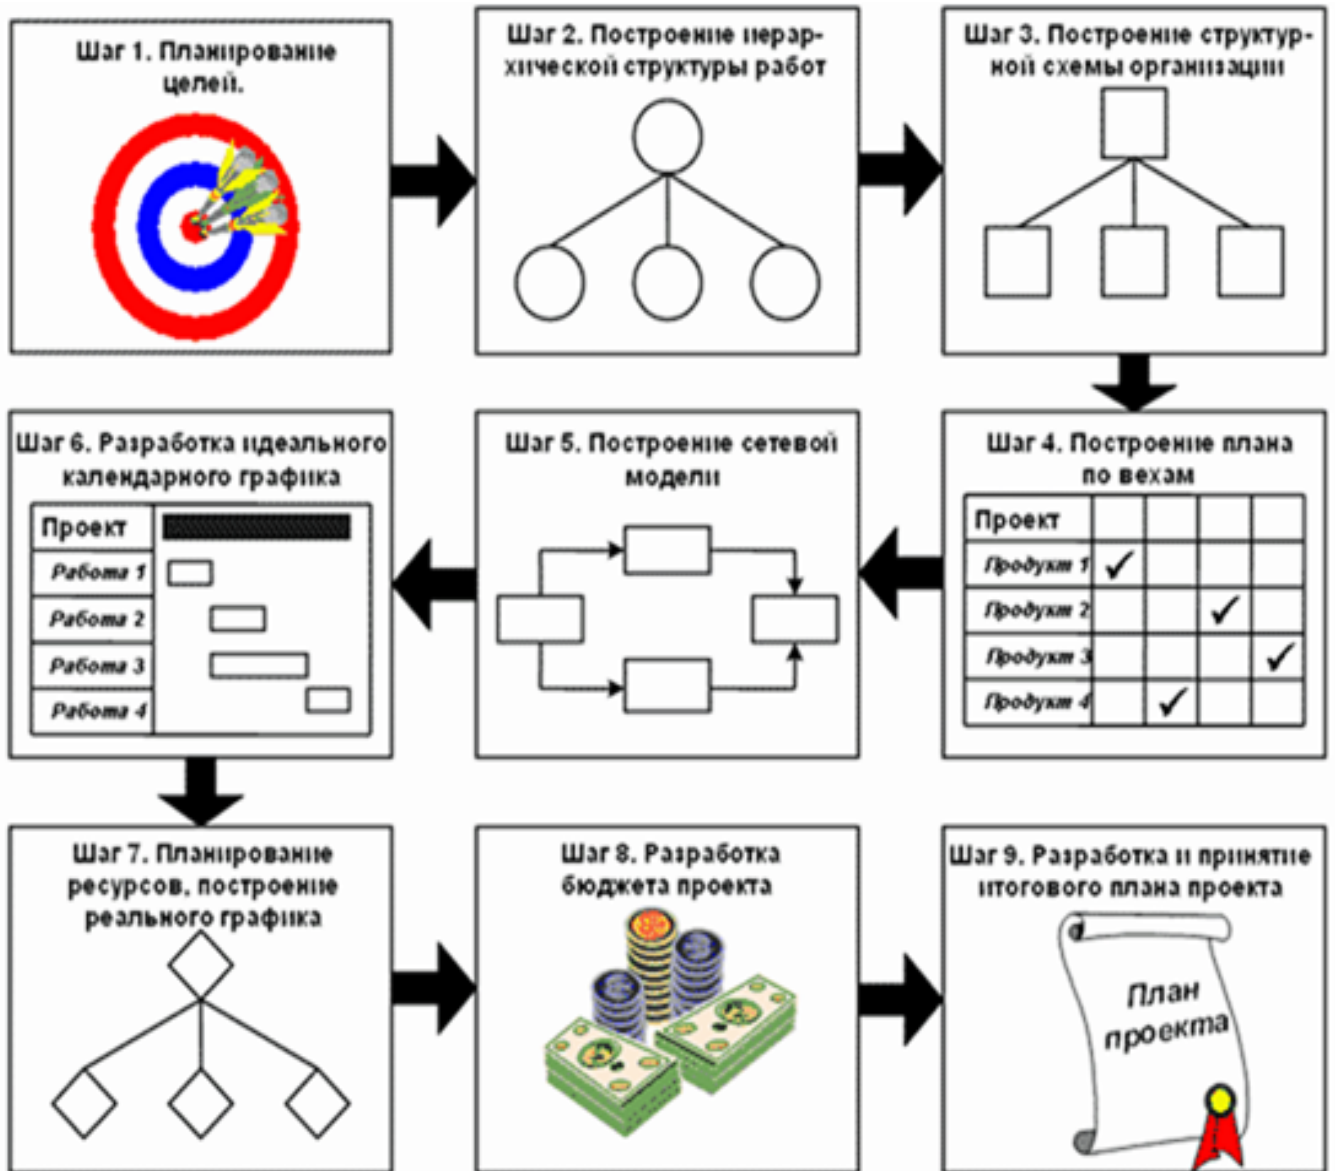 Шаг 1. Планирование
целей.
Шаг 2. Построение иерар-
хической структуры работ
Шаг 3. Построение структур-
ной схемы организации
Шаг 4. Построение плана
по вехам
Проект
Продукт 1
Продукт 2
Продукт 3
Продукт 4
Шаг 5. Построение сетевой
модели
Шаг 6. Разработка идеального
календарного графика
Проект
Работа 1
Работа 2
Работа 3
Работа 4
Шаг 7. Планирование
ресурсов, построение
реального графика
Шаг 8. Разработка
бюджета проекта
Шаг 9. Разработка и принятие
итогового плана проекта
План
проекта